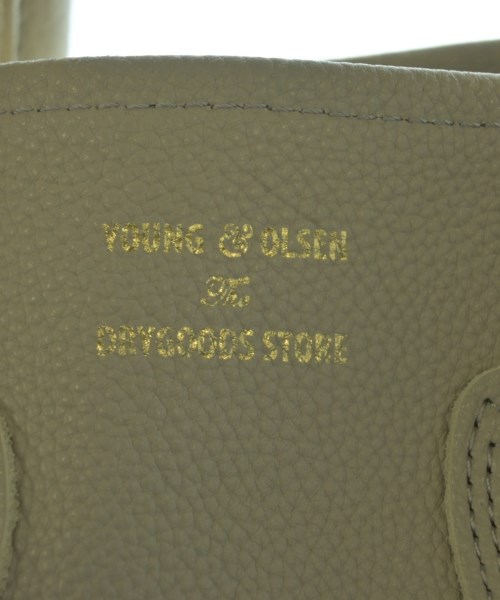 YOUNG & OLSEN
The
DRYGOODS STORE